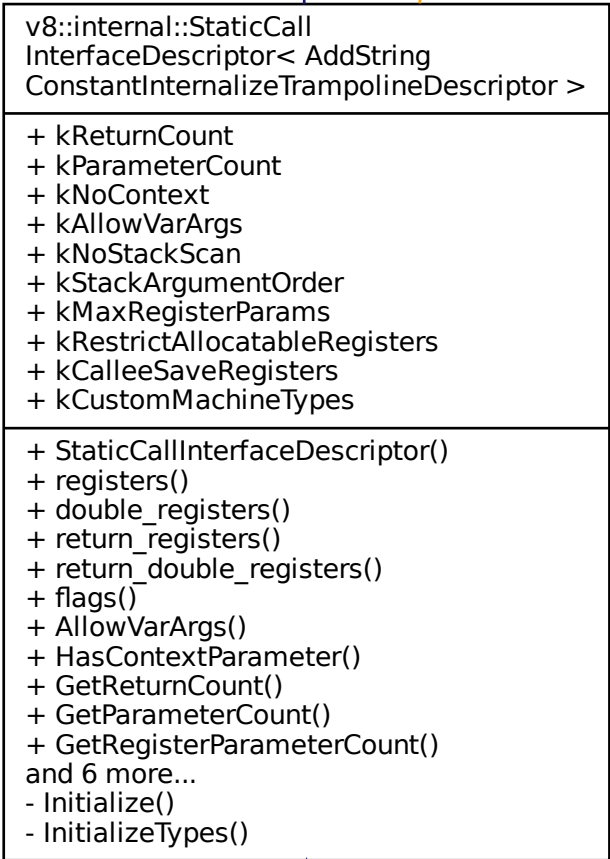 v8::internal::StaticCall
InterfaceDescriptor< AddString
ConstantInternalizeTrampolineDescriptor >
+ kReturnCount
+ kParameterCount
+ kNoContext
+ kAllowVarArgs
+ kNoStackScan
+ kStackArgumentOrder
+ kMaxRegisterParams
+ kRestrictAllocatableRegisters
+ kCalleeSaveRegisters
+ kCustomMachineTypes
+ StaticCallInterfaceDescriptor()
+ registers()
+ double_registers()
+ return_registers()
+ return_double_registers()
+ flags()
+ AllowVarArgs()
+ HasContextParameter()
+ GetReturnCount()
+ GetParameterCount()
+ GetRegisterParameterCount()
and 6 more...
- Initialize()
- InitializeTypes()